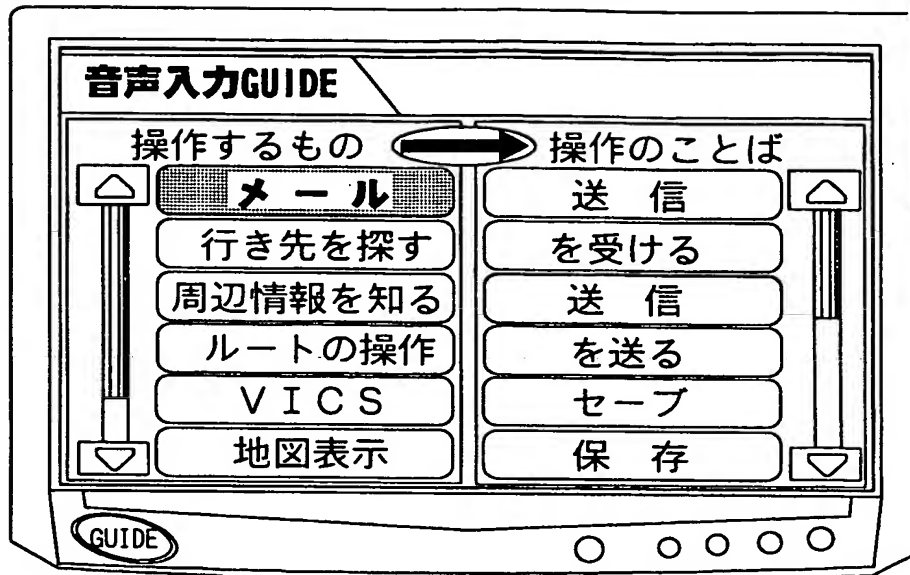 音声入力GUIDE
操作するもの
メール
行き先を探す
周辺情報を知る
ルートの操作
VICS
地図表示
操作のことば
送信
を受ける
送信
を送る
セーブ
保存
GUIDE